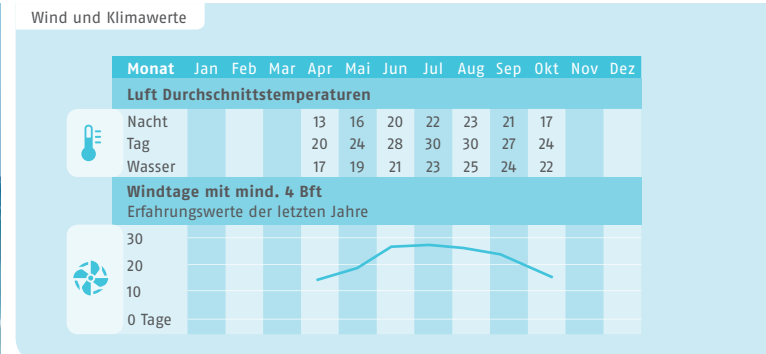 Wind und Klimawerte
Monat Jan Feb Mar Apr Mai Jun Jul Aug Sep Okt Nov Dez
Luft Durchschnittstemperaturen
Nacht 13 16 20 22 23 21 17
Tag 20 24 28 30 30 27 24
Wasser 17 19 21 23 25 24 22
Windtage mit mind. 4 Bft
Erfahrungswerte der letzten Jahre
30
20
10
0 Tage